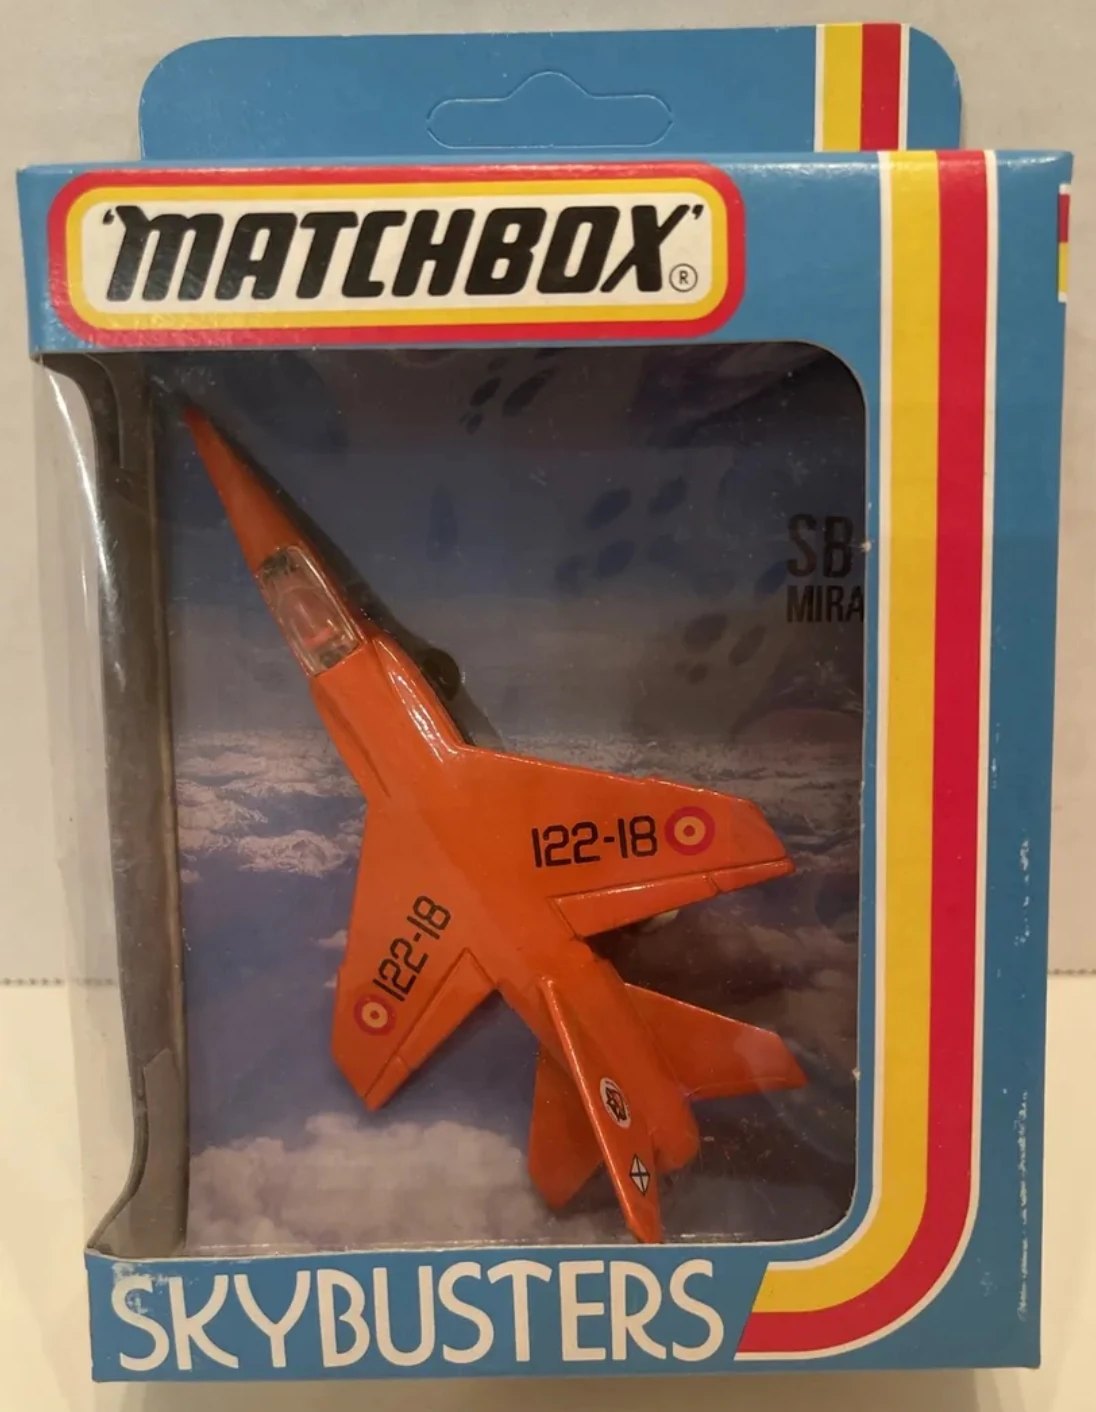 'MATCHBOX'®
SB
MIRA
122-18
122-18
SKYBUSTERS